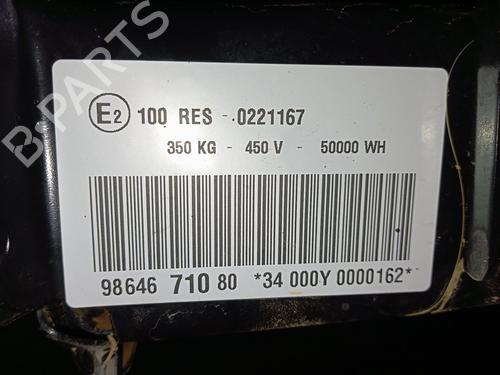 E2 100 RES - 0221167
350 KG - 450 V - 50000 WH
98646 710 80 *34 000Y 0000162*
B-PARTS